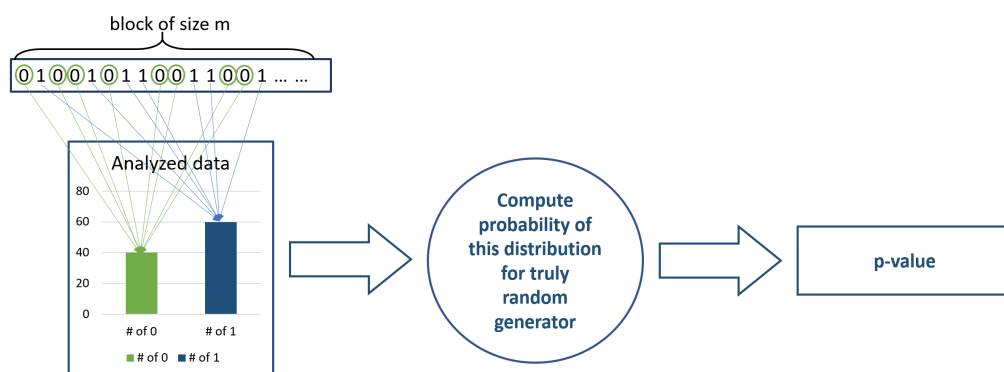 block of size m
0 1 0 0 1 0 1 1 0 0 1 1 0 0 1 ... ...
Analyzed data
80
60
40
20
0
# of 0 # of 1
# of 0 # of 1
Compute
probability of
this distribution
for truly
random
generator
p-value